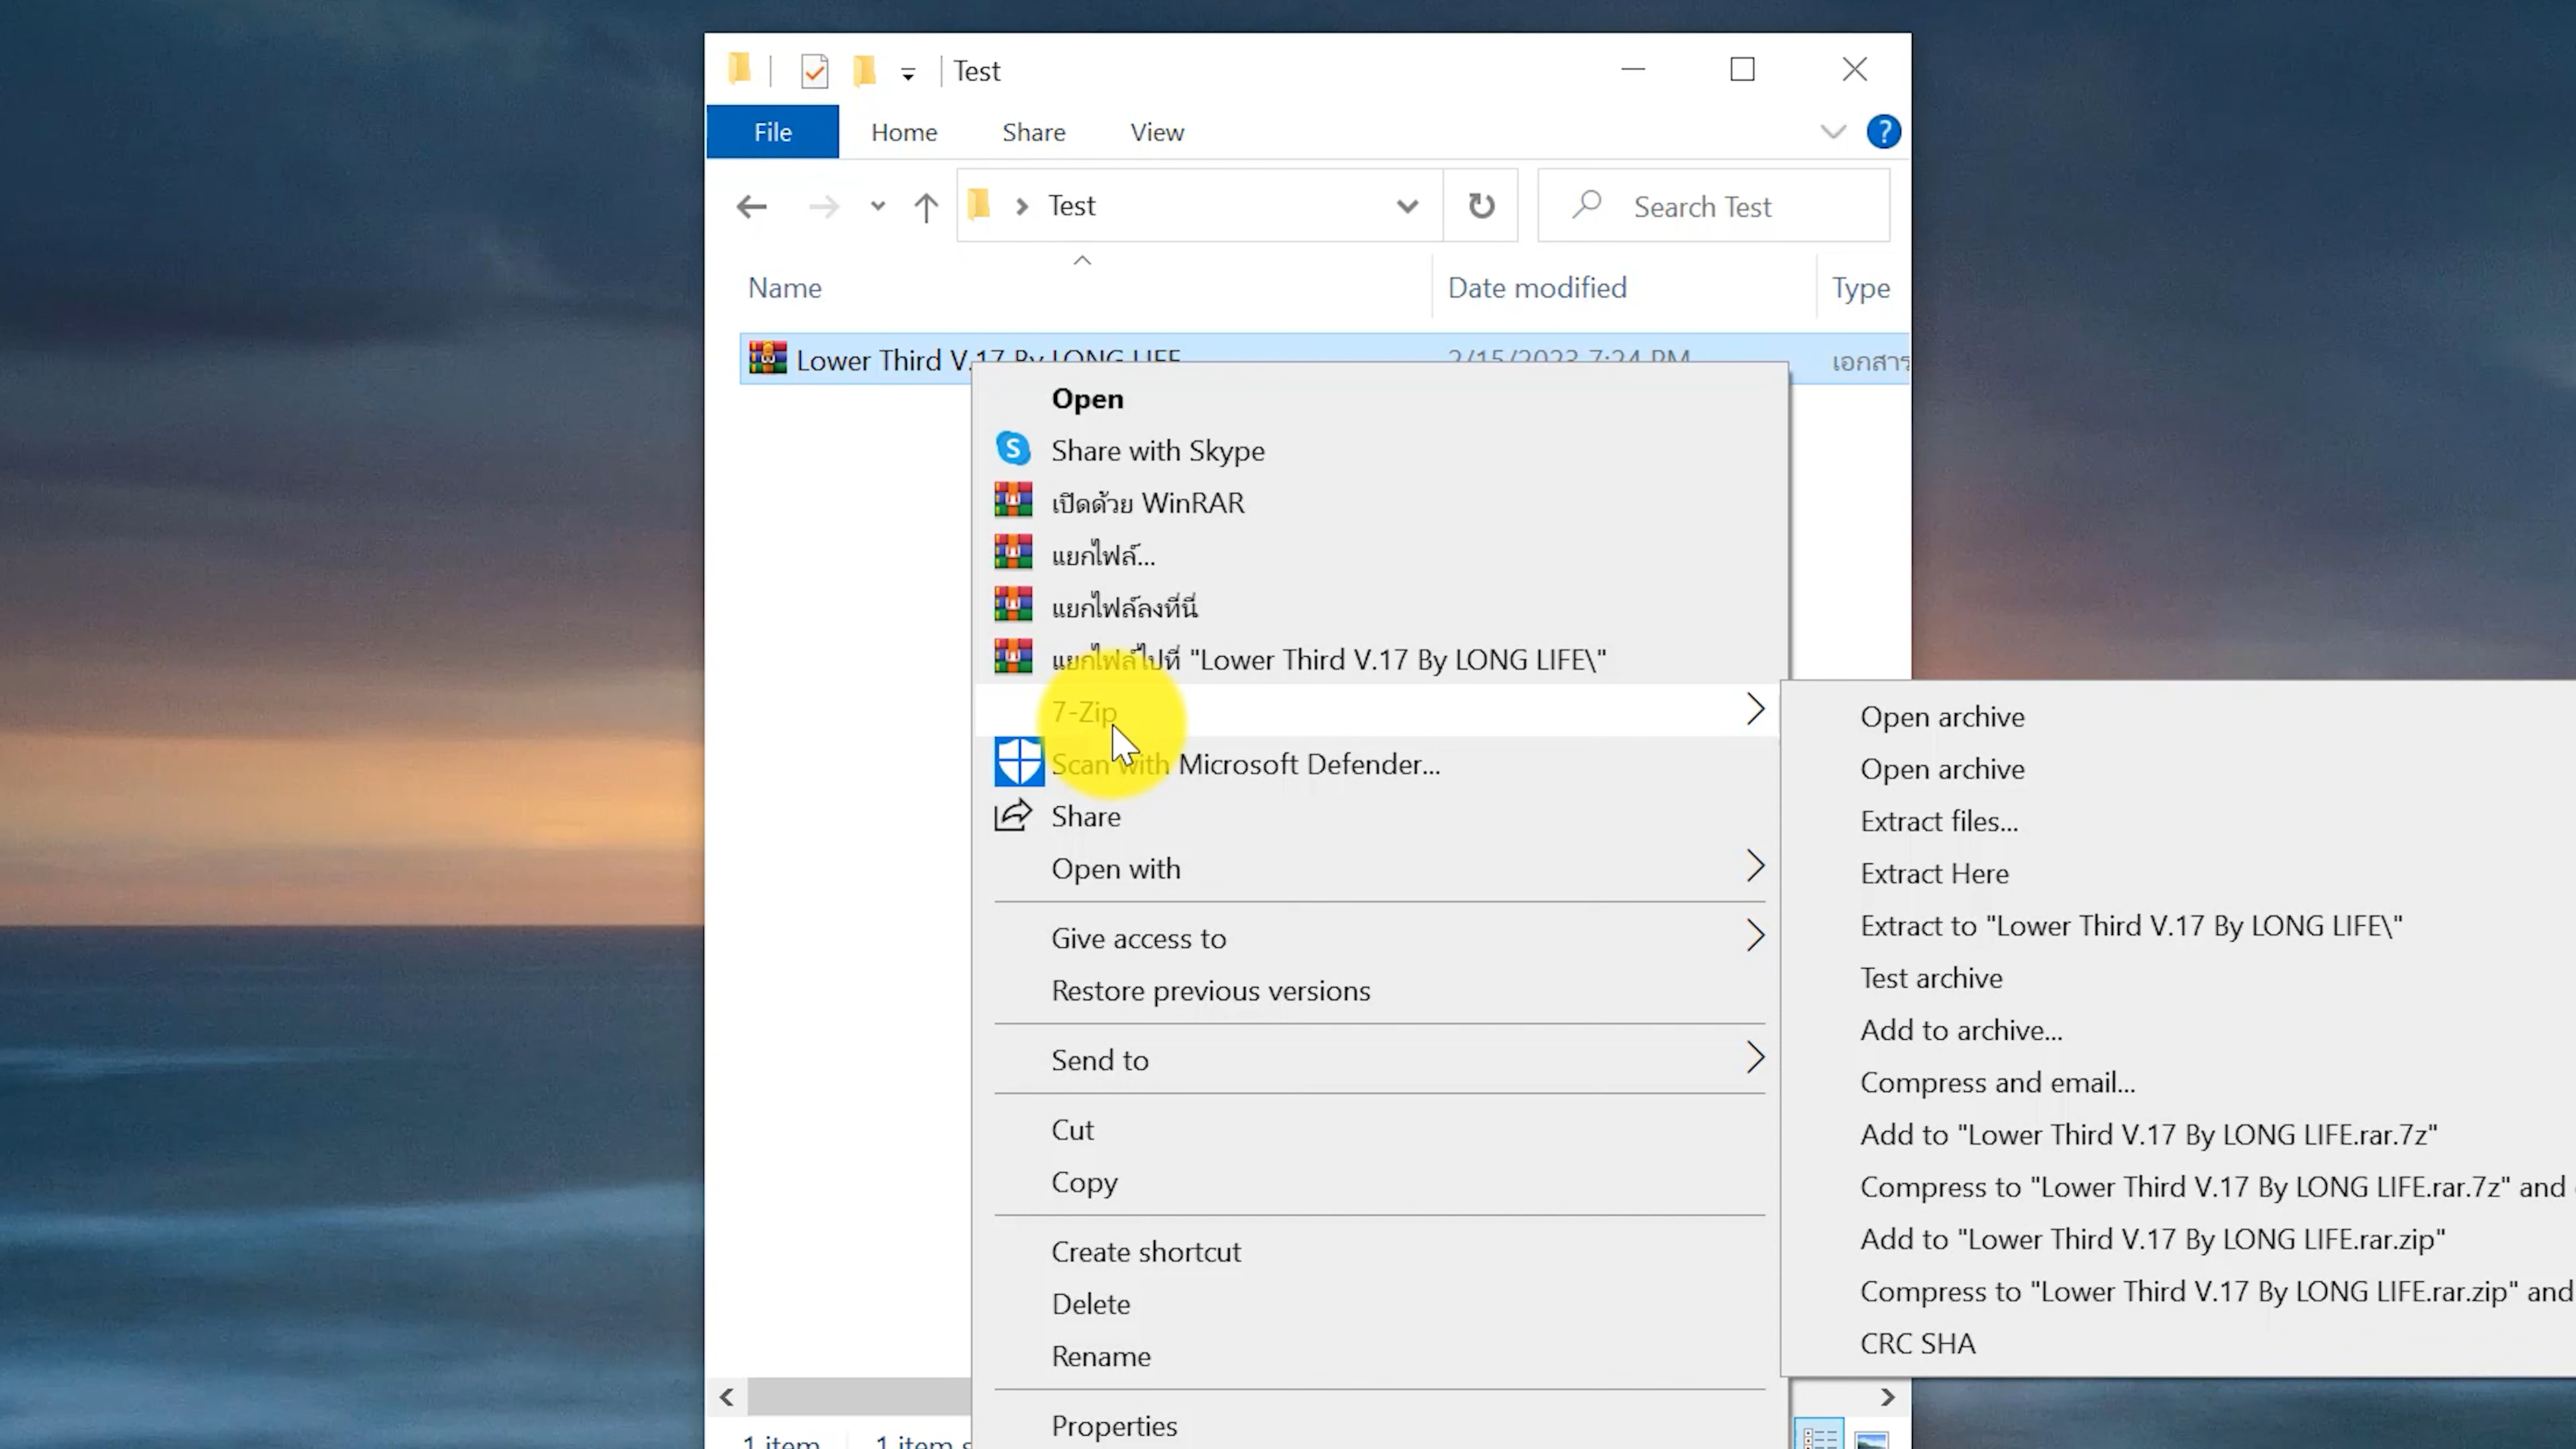 Test
File Home Share View
Test
Search Test
Name Date modified Type
Lower Third V.17 By LONG LIFE 2/15/2023 7:24 PM เอกสาร
Open
Share with Skype
เปิดด้วย WinRAR
แยกไฟล์...
แยกไฟล์ลงที่นี่
แยกไฟล์ไปที่ "Lower Third V.17 By LONG LIFE\"
7-Zip
Scan with Microsoft Defender...
Share
Open with
Give access to
Restore previous versions
Send to
Cut
Copy
Create shortcut
Delete
Rename
Properties
Open archive
Open archive
Extract files...
Extract Here
Extract to "Lower Third V.17 By LONG LIFE\"
Test archive
Add to archive...
Compress and email...
Add to "Lower Third V.17 By LONG LIFE.rar.7z"
Compress to "Lower Third V.17 By LONG LIFE.rar.7z" and
Add to "Lower Third V.17 By LONG LIFE.rar.zip"
Compress to "Lower Third V.17 By LONG LIFE.rar.zip" and
CRC SHA
1 item 1 item